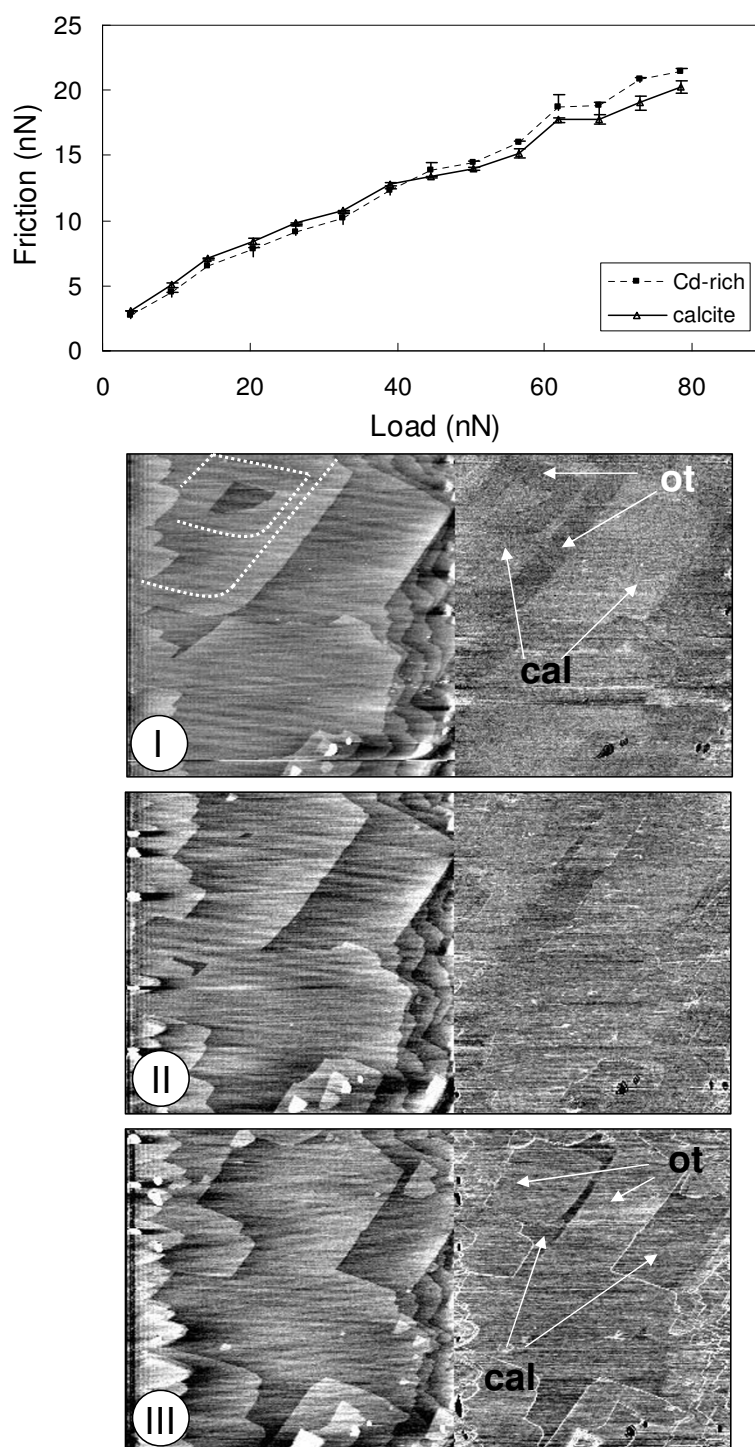 25
20
15
10
5
0
Friction (nN)
0 20 40 60 80
Load (nN)
Cd-rich
calcite
ot
cal
I
II
ot
cal
III